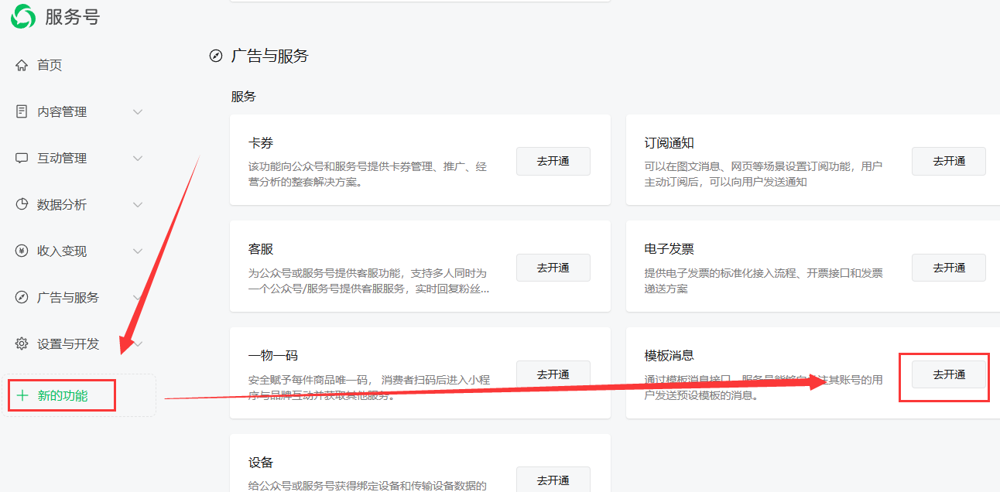 服务号
首页
内容管理
互动管理
数据分析
收入变现
广告与服务
设置与开发
新的功能
广告与服务
服务
卡券
该功能向公众号和服务号提供卡券管理、推广、经
营分析的整套解决方案。
去开通
订阅通知
可以在图文消息、网页等场景设置订阅功能，用户
主动订阅后，可以向用户发送通知
去开通
客服
为公众号或服务号提供客服功能，支持多人同时为
一个公众号/服务号提供客服服务，实时回复粉丝...
去开通
电子发票
提供电子发票的标准化接入流程、开票接口和发票
递送方案
去开通
一物一码
安全赋予每件商品唯一码， 消费者扫码后进入小程
序与品牌互动并获取其他服务。
去开通
模板消息
通过模板消息接口，服务号能够向注其账号的用
户发送预设模板的消息。
去开通
设备
给公众号或服务号获得绑定设备和传输设备数据的
去开通